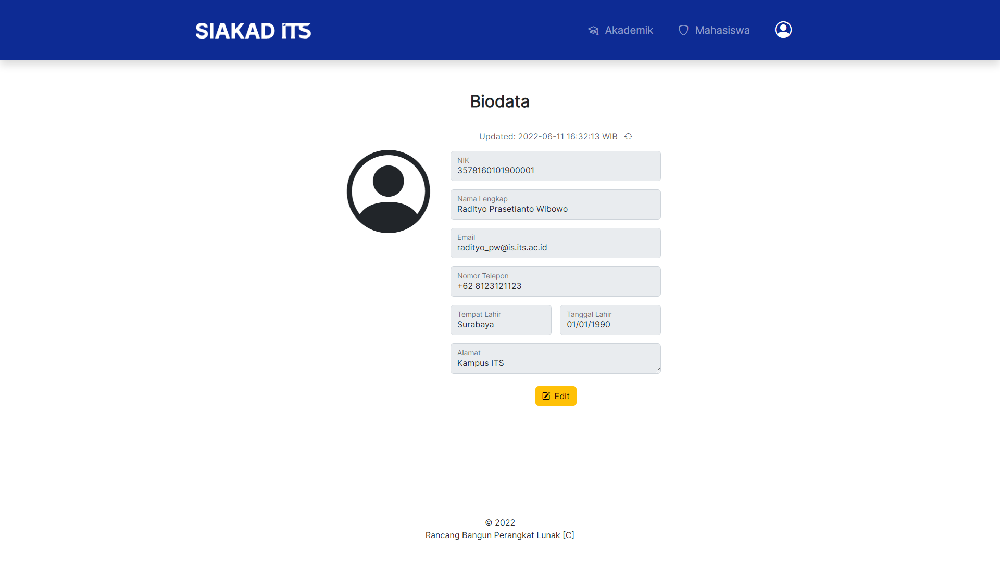 SIAKAD ITS
Akademik
Mahasiswa
Biodata
Updated: 2022-06-11 16:32:13 WIB
NIK
3578160101900001
Nama Lengkap
Radityo Prasetianto Wibowo
Email
radityo_pw@is.its.ac.id
Nomor Telepon
+62 8123121123
Tempat Lahir
Surabaya
Tanggal Lahir
01/01/1990
Alamat
Kampus ITS
Edit
© 2022
Rancang Bangun Perangkat Lunak [C]